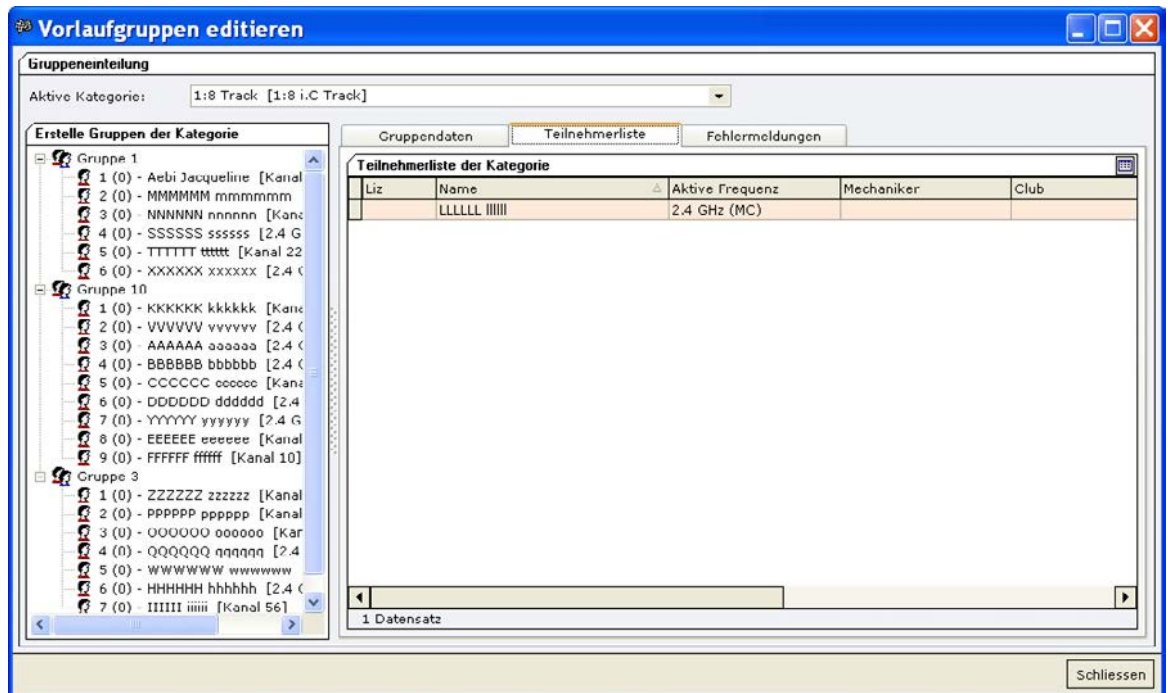 Vorlaufgruppen editieren
Gruppeneinteilung
Aktive Kategorie: 1:8 Track [1:8 i.C Track]
Erstelle Gruppen der Kategorie
Gruppe 1
1 (0) - Aebi Jacqueline [Kanal
2 (0) - MMMMMM mmmmmm
3 (0) - NNNNNN nnnnnn [Kana
4 (0) - SSSSSS ssssss [2.4 G
5 (0) - TTTTTT tttttt [Kanal 22
6 (0) - XXXXXX xxxxxx [2.4 G
Gruppe 10
1 (0) - KKKKKK kkkkkk [Kana
2 (0) - VVVVVV vvvvvv [2.4 G
3 (0) - AAAAAA aaaaaa [2.4 G
4 (0) - BBBBBB bbbbbb [2.4 G
5 (0) - CCCCCC cccccc [Kana
6 (0) - DDDDDD dddddd [2.4
7 (0) - YYYYYY yyyyyy [2.4 G
8 (0) - EEEEEE eeeeee [Kanal
9 (0) - FFFFFF ffffff [Kanal 10]
Gruppe 3
1 (0) - ZZZZZZ zzzzzz [Kanal
2 (0) - PPPPPP pppppp [Kanal
3 (0) - OOOOOO oooooo [Kan
4 (0) - QQQQQQ qqqqqq [2.4
5 (0) - WWWWWW wwwwww
6 (0) - HHHHHH hhhhhh [2.4 G
7 (0) - IIIIII iiiiii [Kanal 56]
Gruppendaten Teilnehmerliste Fehlermeldungen
Teilnehmerliste der Kategorie
Liz Name Aktive Frequenz Mechaniker Club
LLLLLL llllll 2.4 GHz (MC)
1 Datensatz
Schliessen